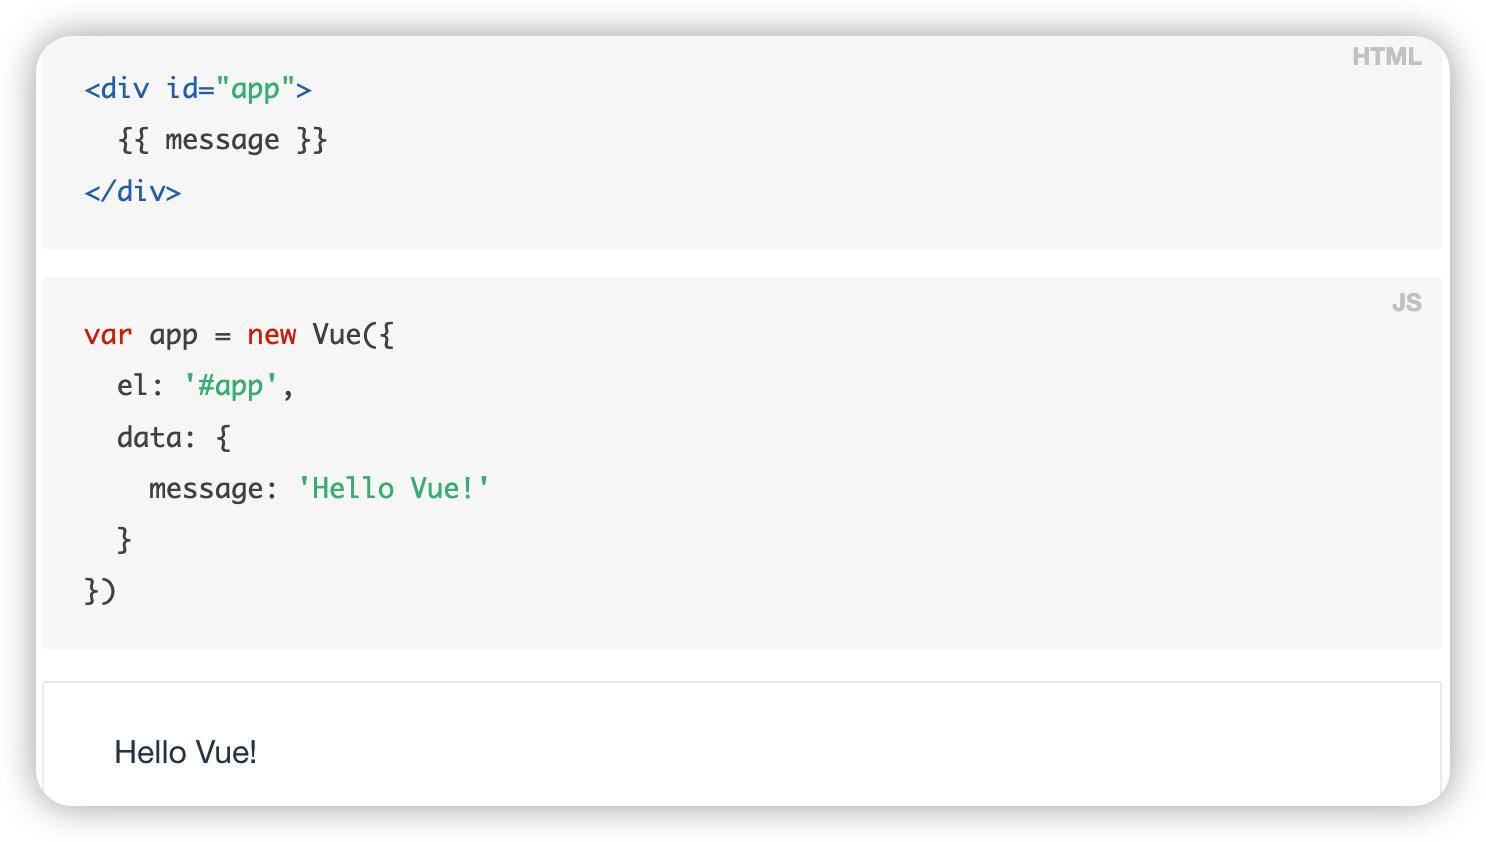 HTML
<div id="app">
  {{ message }}
</div>
JS
var app = new Vue({
  el: '#app',
  data: {
    message: 'Hello Vue!'
  }
})
Hello Vue!